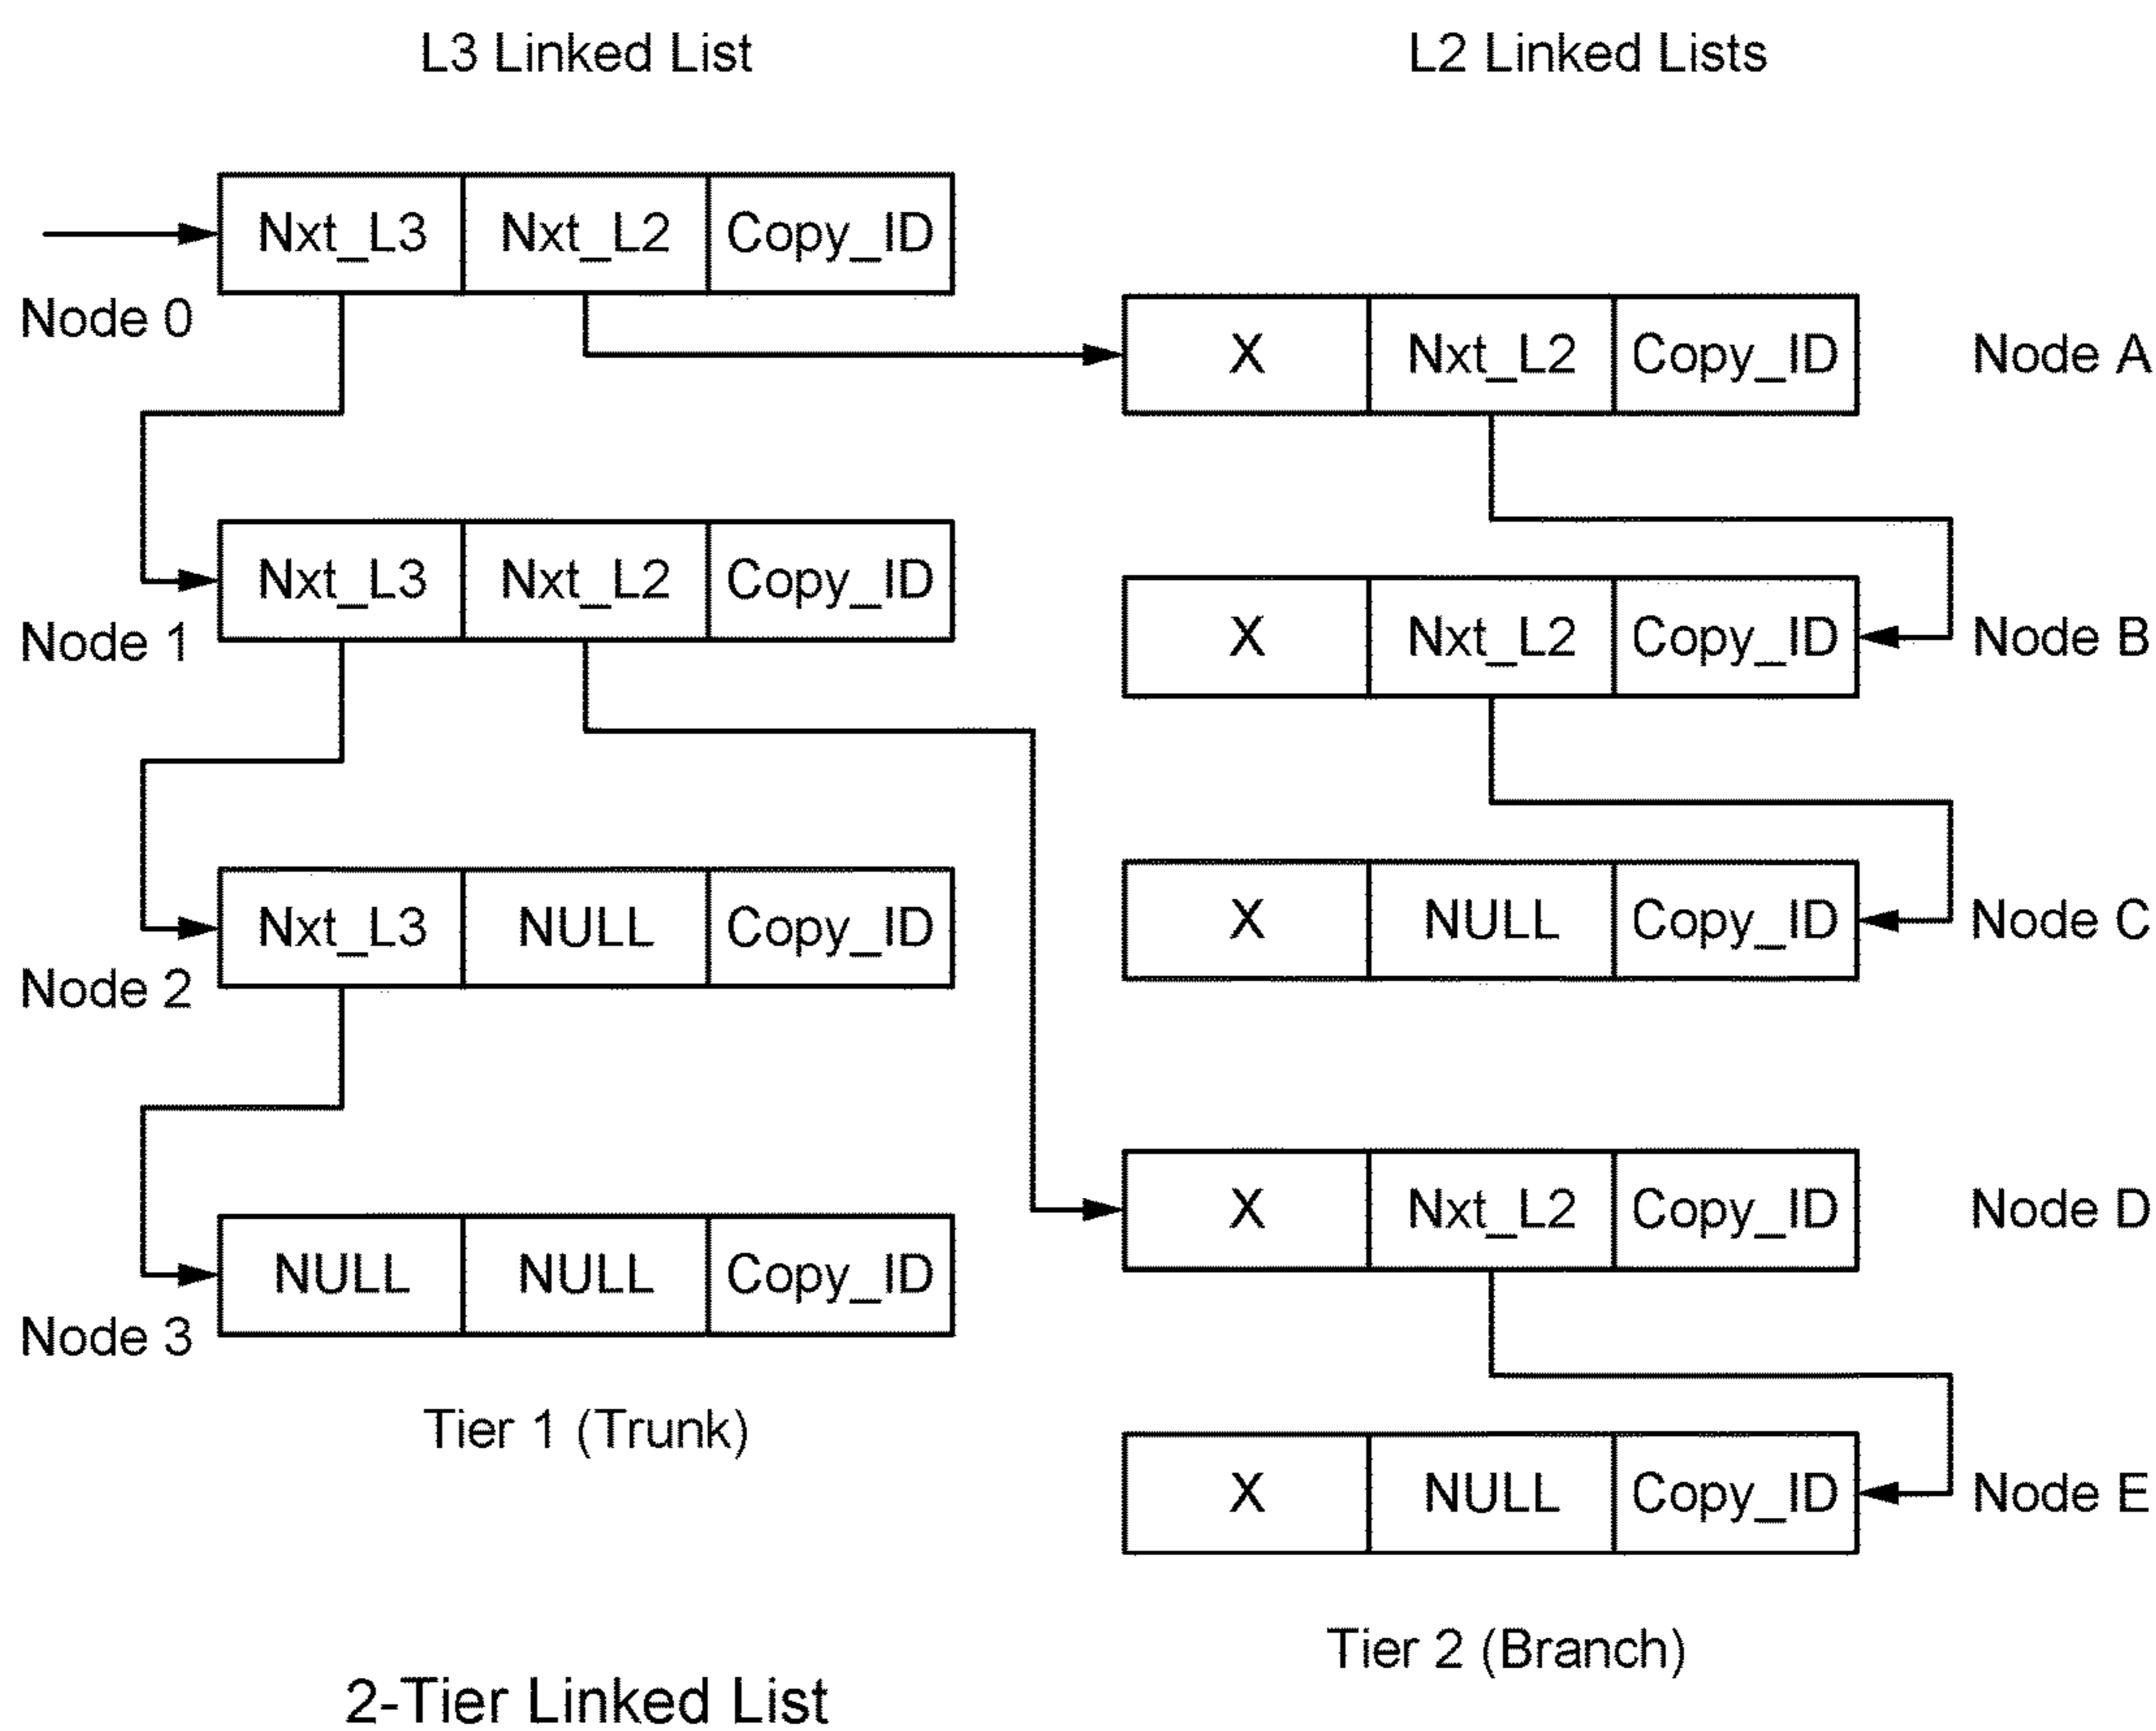 L3 Linked List
L2 Linked Lists
Nxt_L3 Nxt_L2 Copy_ID
Node 0
X Nxt_L2 Copy_ID Node A
Nxt_L3 Nxt_L2 Copy_ID
Node 1
X Nxt_L2 Copy_ID Node B
Nxt_L3 NULL Copy_ID
Node 2
X NULL Copy_ID Node C
X Nxt_L2 Copy_ID Node D
NULL NULL Copy_ID
Node 3
Tier 1 (Trunk)
X NULL Copy_ID Node E
Tier 2 (Branch)
2-Tier Linked List